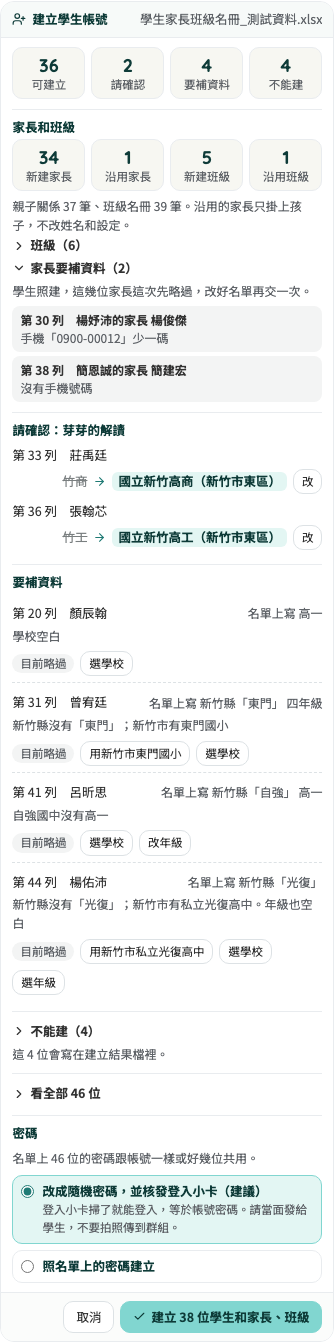 建立學生帳號 學生家長班級名冊_測試資料.xlsx
36 2 4 4
可建立 請確認 要補資料 不能建
家長和班級
34 1 5 1
新建家長 沿用家長 新建班級 沿用班級
親子關係 37 筆、班級名冊 39 筆。沿用的家長只掛上孩
子，不改姓名和設定。
班級（6）
家長要補資料（2）
學生照建，這幾位家長這次先略過，改好名單再交一次。
第 30 列 楊妤沛的家長 楊俊傑
手機「0900-00012」少一碼
第 38 列 簡恩誠的家長 簡建宏
沒有手機號碼
請確認：芽芽的解讀
第 33 列 莊禹廷
竹商 → 國立新竹高商（新竹市東區） 改
第 36 列 張翰芯
竹工 → 國立新竹高工（新竹市東區） 改
要補資料
第 20 列 顏辰翰 名單上寫 高一
學校空白
目前略過 選學校
第 31 列 曾宥廷 名單上寫 新竹縣「東門」 四年級
新竹縣沒有「東門」；新竹市有東門國小
目前略過 用新竹市東門國小 選學校
第 41 列 呂昕思 名單上寫 新竹縣「自強」 高一
自強國中沒有高一
目前略過 選學校 改年級
第 44 列 楊佑沛 名單上寫 新竹縣「光復」
新竹縣沒有「光復」；新竹市有私立光復高中。年級也空
白
目前略過 用新竹市私立光復高中 選學校
選年級
不能建（4）
這 4 位會寫在建立結果檔裡。
看全部 46 位
密碼
名單上 46 位的密碼跟帳號一樣或好幾位共用。
改成隨機密碼，並核發登入小卡（建議）
登入小卡掃了就能登入，等於帳號密碼。請當面發給
學生，不要拍照傳到群組。
照名單上的密碼建立
取消 建立 38 位學生和家長、班級